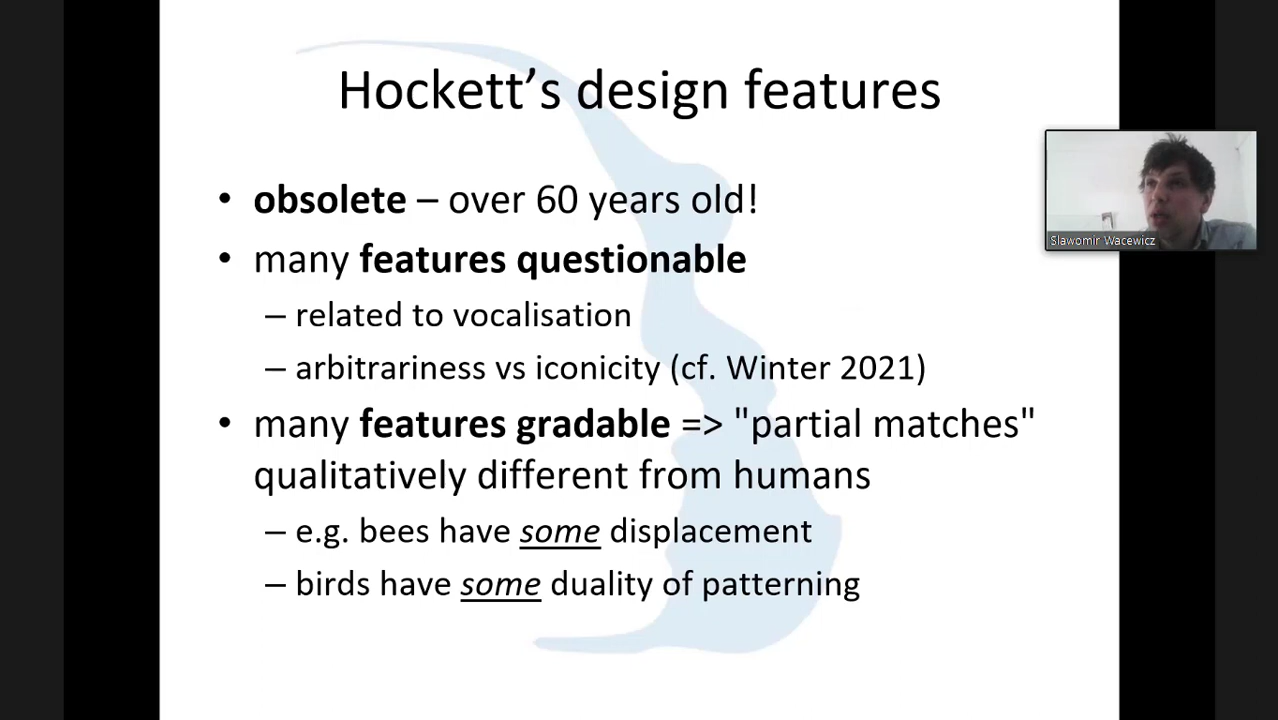 Hockett’s design features
• obsolete – over 60 years old!
• many features questionable
– related to vocalisation
– arbitrariness vs iconicity (cf. Winter 2021)
• many features gradable => "partial matches"
qualitatively different from humans
– e.g. bees have some displacement
– birds have some duality of patterning
Slawomir Wacewicz